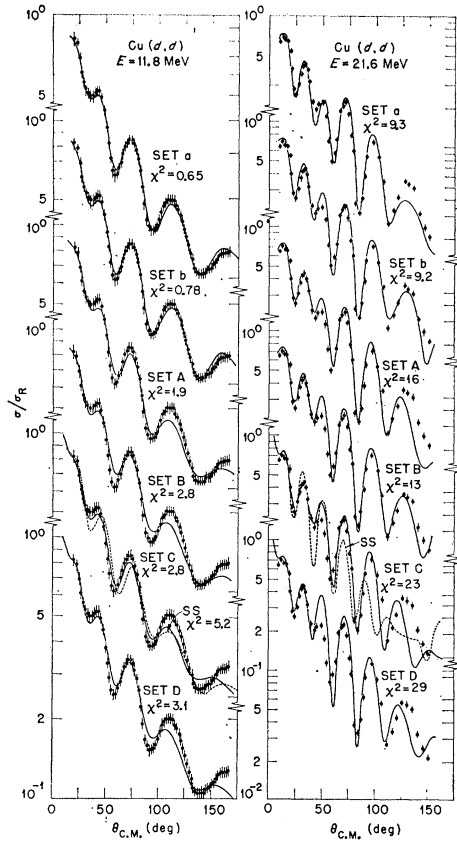 σ/σR
10⁰
5
10⁰
5
10⁰
5
10⁰
10⁰
5
2
10⁻¹
Cu (d,d)
E = 11.8 MeV
SET a
χ² = 0.65
SET b
χ² = 0.78
SET A
χ² = 1.9
SET B
χ² = 2.8
SET C
χ² = 2.8
SS
χ² = 5.2
SET D
χ² = 3.1
0 50 100 150
θC.M. (deg)
10⁰
5
10⁰
5
10⁰
5
10⁰
5
10⁰
5
2
10⁻¹
5
2
10⁻²
Cu (d,d)
E = 21.6 MeV
SET a
χ² = 9.3
SET b
χ² = 9.2
SET A
χ² = 16
SET B
χ² = 13
SS
SET C
χ² = 23
SET D
χ² = 29
0 50 100 150 200
θC.M. (deg)